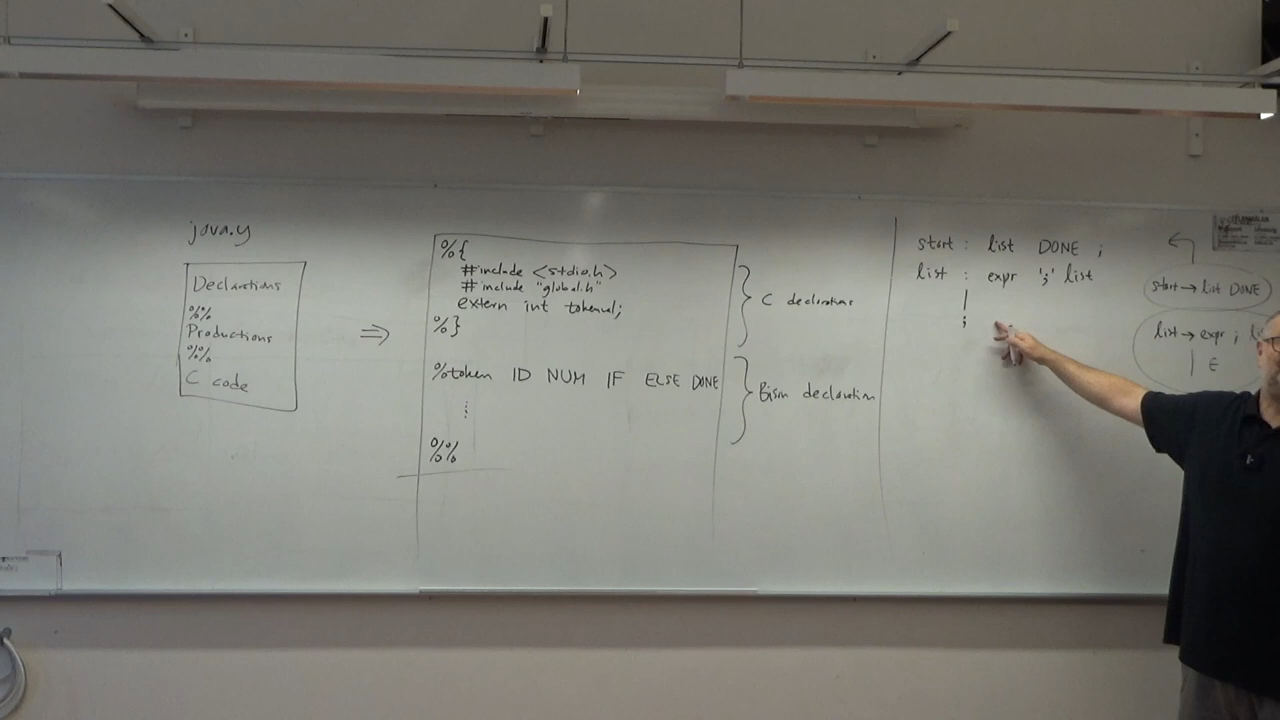 java.y
Declarations
%%
Productions
%%
C code
⇒
%{
#include <stdio.h>
#include "global.h"
extern int tokenval;
%}
%token ID NUM IF ELSE DONE
⋮
%%
} C declarations
} Bison declaration
start : list DONE ;
list : expr ';' list
|
;
start → list DONE
list → expr ; li
| ε